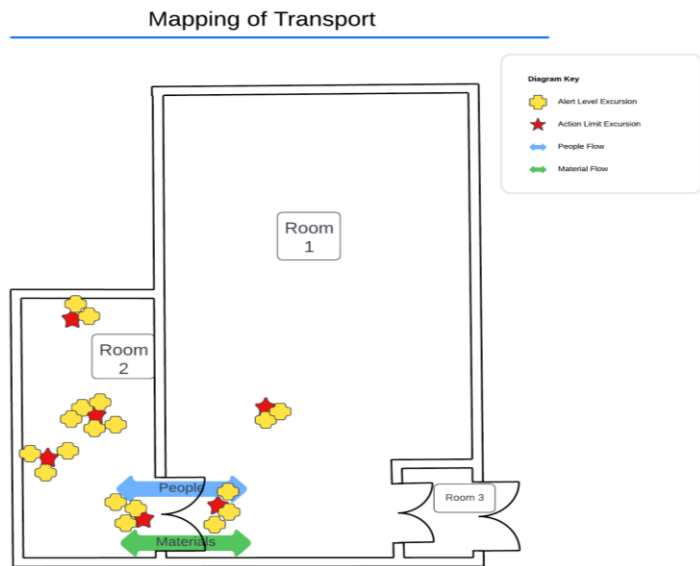 Mapping of Transport
Diagram Key
Alert Level Excursion
Action Limit Excursion
People Flow
Material Flow
Room
1
Room
2
People
Room 3
Materials